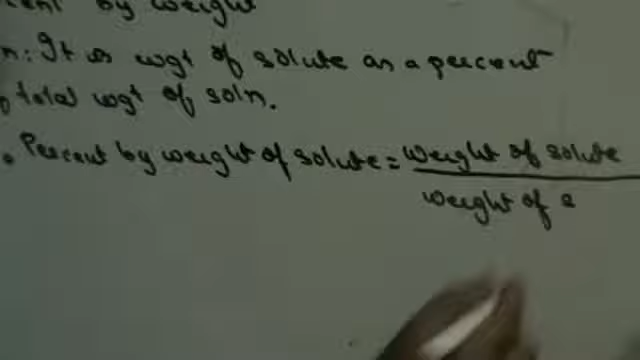 by weight
n: It is wgt of solute as a percent
total wgt of soln.
Percent by weight of solute = weight of solute
weight of s